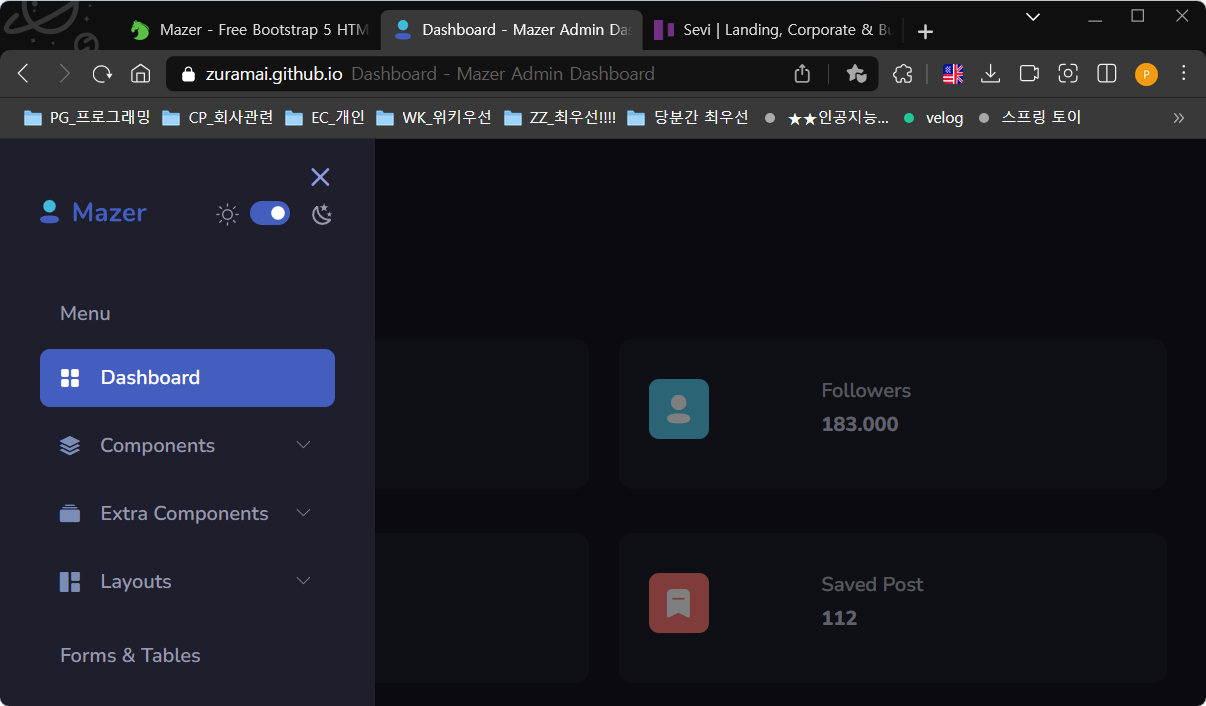 Mazer - Free Bootstrap 5 HTM
Dashboard - Mazer Admin Das
Sevi | Landing, Corporate & Bu
zuramai.github.io Dashboard - Mazer Admin Dashboard
P
PG_프로그래밍
CP_회사관련
EC_개인
WK_위키우선
ZZ_최우선!!!!
당분간 최우선
★★인공지능...
velog
스프링 토이
Mazer
Menu
Dashboard
Components
Extra Components
Layouts
Forms & Tables
Followers
183.000
Saved Post
112